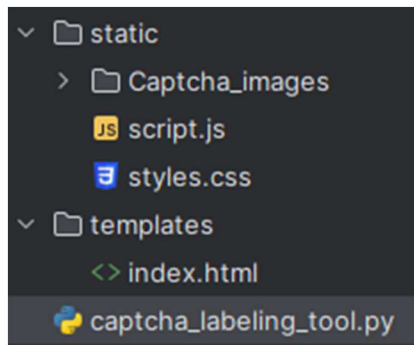 static
Captcha_images
JS script.js
styles.css
templates
index.html
captcha_labeling_tool.py